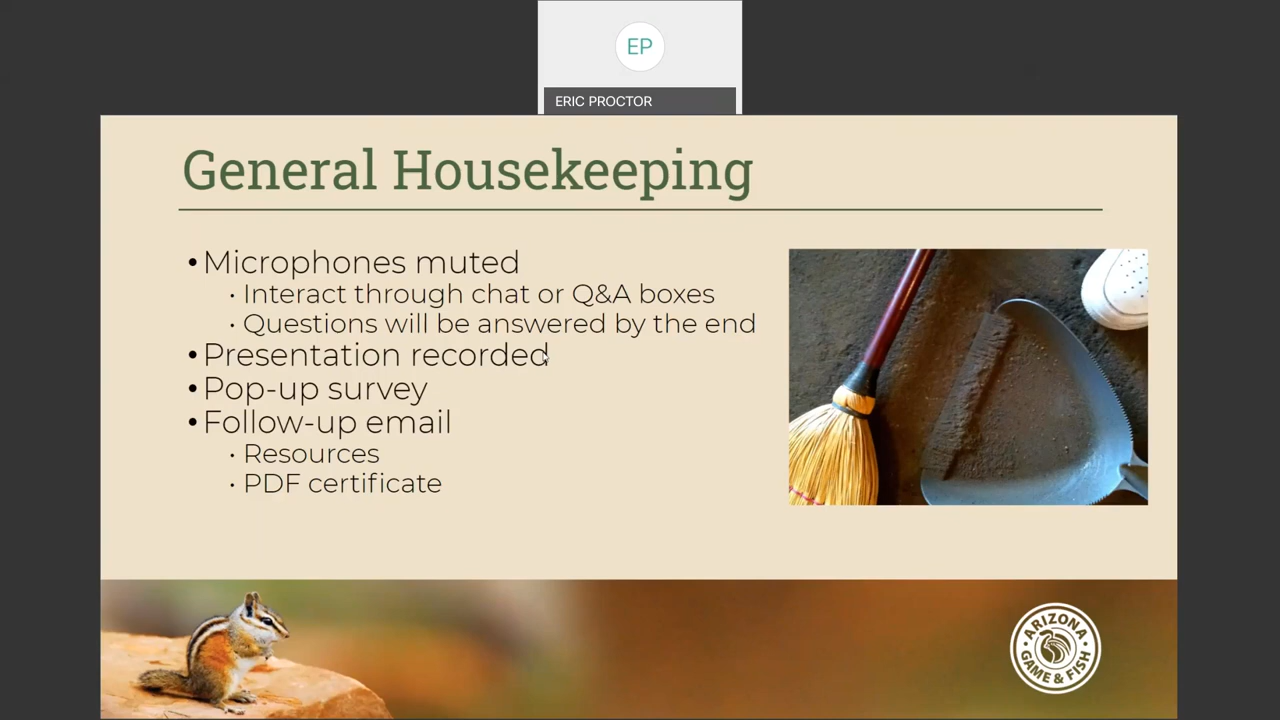 EP
ERIC PROCTOR
General Housekeeping
•Microphones muted
• Interact through chat or Q&A boxes
• Questions will be answered by the end
•Presentation recorded
•Pop-up survey
•Follow-up email
• Resources
• PDF certificate
ARIZONA
GAME & FISH